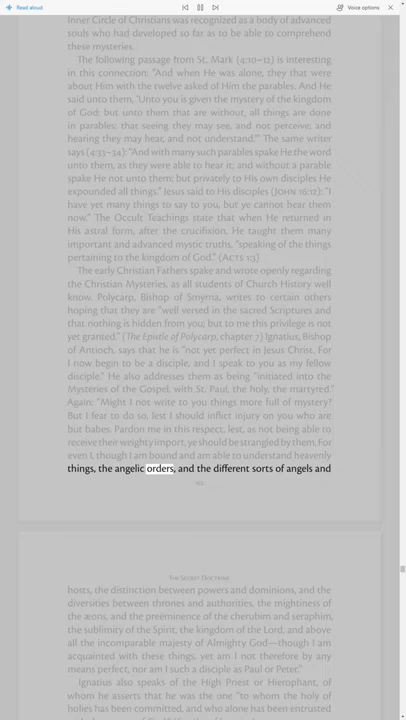 Read aloud
Voice options
Inner Circle of Christians was recognized as a body of advanced
souls who had developed so far as to be able to comprehend
these mysteries.
The following passage from St. Mark (4:10–12) is interesting
in this connection: "And when He was alone, they that were
about Him with the twelve asked of Him the parables. And He
said unto them, 'Unto you is given the mystery of the kingdom
of God: but unto them that are without, all things are done
in parables: that seeing they may see, and not perceive, and
hearing they may hear, and not understand.'" The same writer
says (4:33–34): "And with many such parables spake He the word
unto them, as they were able to hear it; and without a parable
spake He not unto them; but privately to His own disciples He
expounded all things." Jesus said to His disciples (John 16:12): "I
have yet many things to say to you, but ye cannot bear them
now." The Occult Teachings state that when He returned in
His astral form, after the crucifixion, He taught them many
important and advanced mystic truths, "speaking of the things
pertaining to the kingdom of God." (Acts 1:3)
The early Christian Fathers spake and wrote openly regarding
the Christian Mysteries, as all students of Church History well
know. Polycarp, Bishop of Smyrna, writes to certain others
hoping that they are "well versed in the sacred Scriptures and
that nothing is hidden from you; but to me this privilege is not
yet granted." (The Epistle of Polycarp, chapter 7) Ignatius, Bishop
of Antioch, says that he is "not yet perfect in Jesus Christ. For
I now begin to be a disciple, and I speak to you as my fellow
disciple." He also addresses them as being "initiated into the
Mysteries of the Gospel, with St. Paul, the holy, the martyred."
Again: "Might I not write to you things more full of mystery?
But I fear to do so, lest I should inflict injury on you who are
but babes. Pardon me in this respect, lest, as not being able to
receive their weighty import, ye should be strangled by them. For
even I, though I am bound and am able to understand heavenly
things, the angelic orders, and the different sorts of angels and
The Secret Doctrine
hosts, the distinction between powers and dominions, and the
diversities between thrones and authorities, the mightiness of
the æons, and the preëminence of the cherubim and seraphim,
the sublimity of the Spirit, the kingdom of the Lord, and above
all the incomparable majesty of Almighty God—though I am
acquainted with these things, yet am I not therefore by any
means perfect, nor am I such a disciple as Paul or Peter."
Ignatius also speaks of the High Priest or Hierophant, of
whom he asserts that he was the one "to whom the holy of
holies has been committed, and who alone has been entrusted